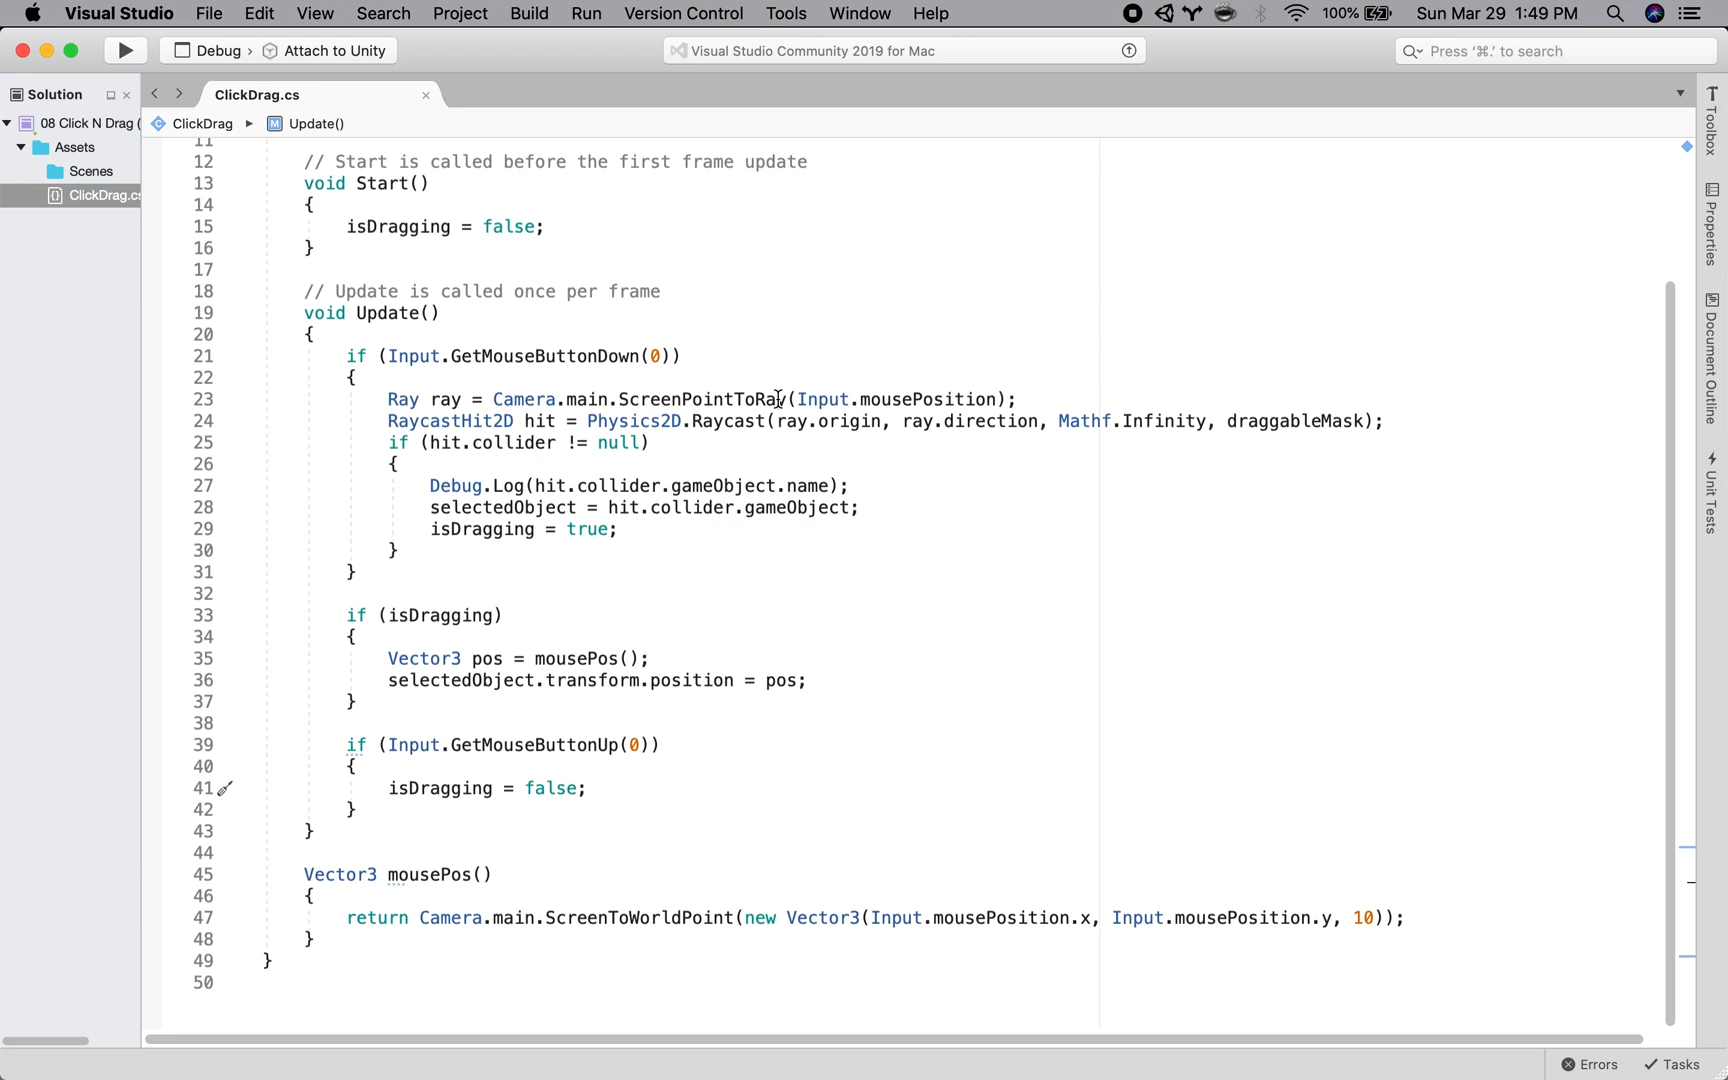 Visual Studio File Edit View Search Project Build Run Version Control Tools Window Help 100% Sun Mar 29 1:49 PM
Debug › Attach to Unity Visual Studio Community 2019 for Mac Press ‘⌘.’ to search
Solution ClickDrag.cs
08 Click N Drag (
Assets
Scenes
ClickDrag.cs
ClickDrag Update()
11
12 // Start is called before the first frame update
13 void Start()
14 {
15 isDragging = false;
16 }
17
18 // Update is called once per frame
19 void Update()
20 {
21 if (Input.GetMouseButtonDown(0))
22 {
23 Ray ray = Camera.main.ScreenPointToRay(Input.mousePosition);
24 RaycastHit2D hit = Physics2D.Raycast(ray.origin, ray.direction, Mathf.Infinity, draggableMask);
25 if (hit.collider != null)
26 {
27 Debug.Log(hit.collider.gameObject.name);
28 selectedObject = hit.collider.gameObject;
29 isDragging = true;
30 }
31 }
32
33 if (isDragging)
34 {
35 Vector3 pos = mousePos();
36 selectedObject.transform.position = pos;
37 }
38
39 if (Input.GetMouseButtonUp(0))
40 {
41 isDragging = false;
42 }
43 }
44
45 Vector3 mousePos()
46 {
47 return Camera.main.ScreenToWorldPoint(new Vector3(Input.mousePosition.x, Input.mousePosition.y, 10));
48 }
49 }
50
Toolbox
Properties
Document Outline
Unit Tests
Errors Tasks